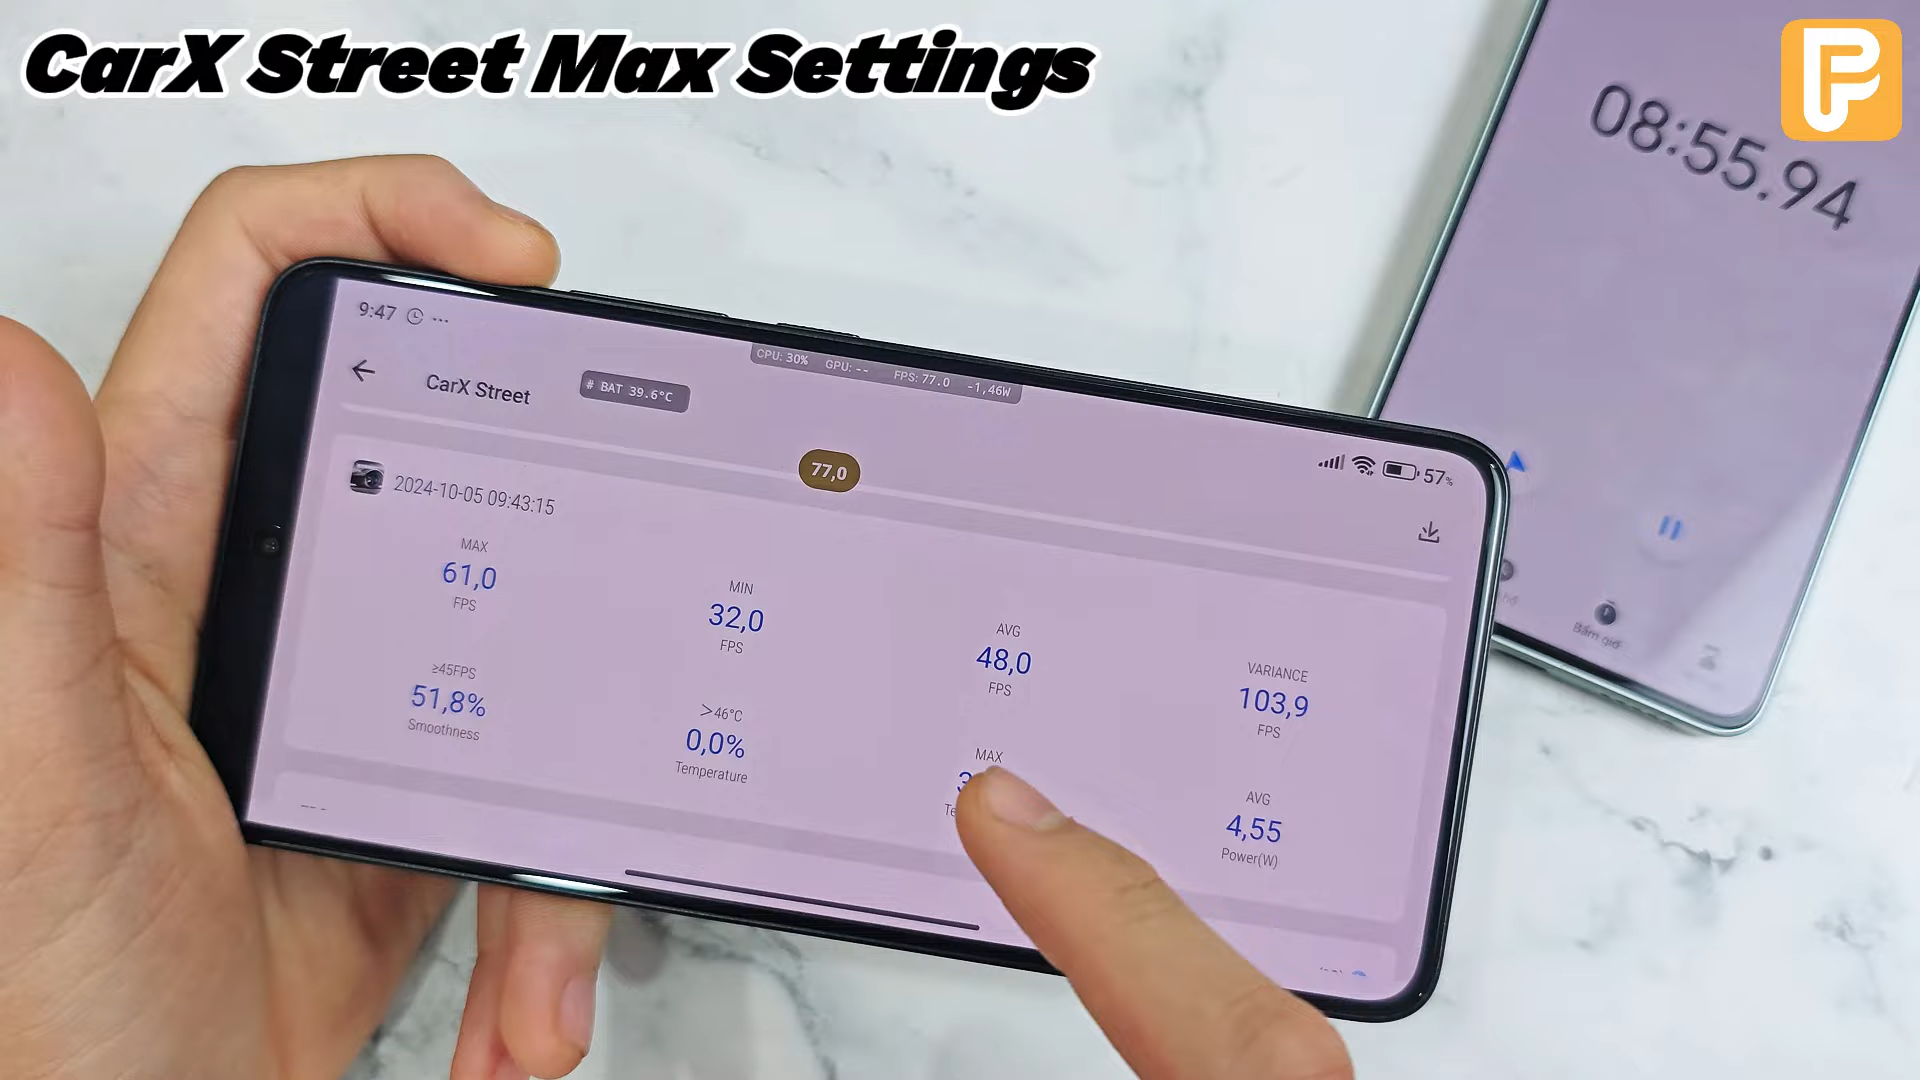 CarX Street Max Settings
08:55.94
9:47
CPU: 30% GPU: -- FPS: 77.0 -1,46W
CarX Street
# BAT 39.6°C
77,0
57%
2024-10-05 09:43:15
MAX
61,0
FPS
MIN
32,0
FPS
AVG
48,0
FPS
VARIANCE
103,9
FPS
≥45FPS
51,8%
Smoothness
>46°C
0,0%
Temperature
MAX
AVG
4,55
Power(W)
Bấm giờ